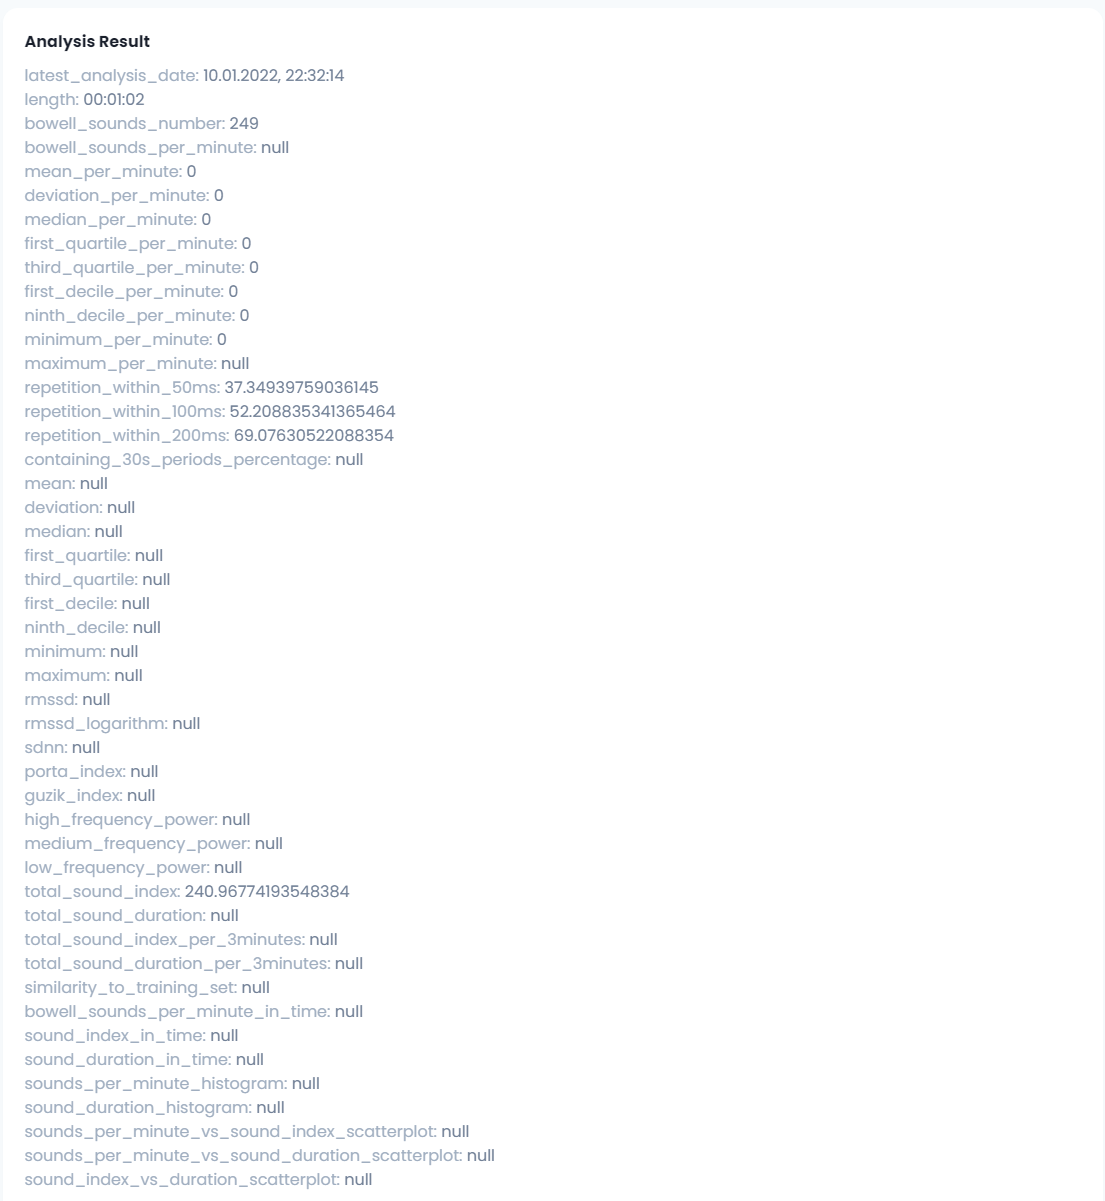 Analysis Result
latest_analysis_date: 10.01.2022, 22:32:14
length: 00:01:02
bowell_sounds_number: 249
bowell_sounds_per_minute: null
mean_per_minute: 0
deviation_per_minute: 0
median_per_minute: 0
first_quartile_per_minute: 0
third_quartile_per_minute: 0
first_decile_per_minute: 0
ninth_decile_per_minute: 0
minimum_per_minute: 0
maximum_per_minute: null
repetition_within_50ms: 37.34939759036145
repetition_within_100ms: 52.208835341365464
repetition_within_200ms: 69.07630522088354
containing_30s_periods_percentage: null
mean: null
deviation: null
median: null
first_quartile: null
third_quartile: null
first_decile: null
ninth_decile: null
minimum: null
maximum: null
rmssd: null
rmssd_logarithm: null
sdnn: null
porta_index: null
guzik_index: null
high_frequency_power: null
medium_frequency_power: null
low_frequency_power: null
total_sound_index: 240.96774193548384
total_sound_duration: null
total_sound_index_per_3minutes: null
total_sound_duration_per_3minutes: null
similarity_to_training_set: null
bowell_sounds_per_minute_in_time: null
sound_index_in_time: null
sound_duration_in_time: null
sounds_per_minute_histogram: null
sound_duration_histogram: null
sounds_per_minute_vs_sound_index_scatterplot: null
sounds_per_minute_vs_sound_duration_scatterplot: null
sound_index_vs_duration_scatterplot: null